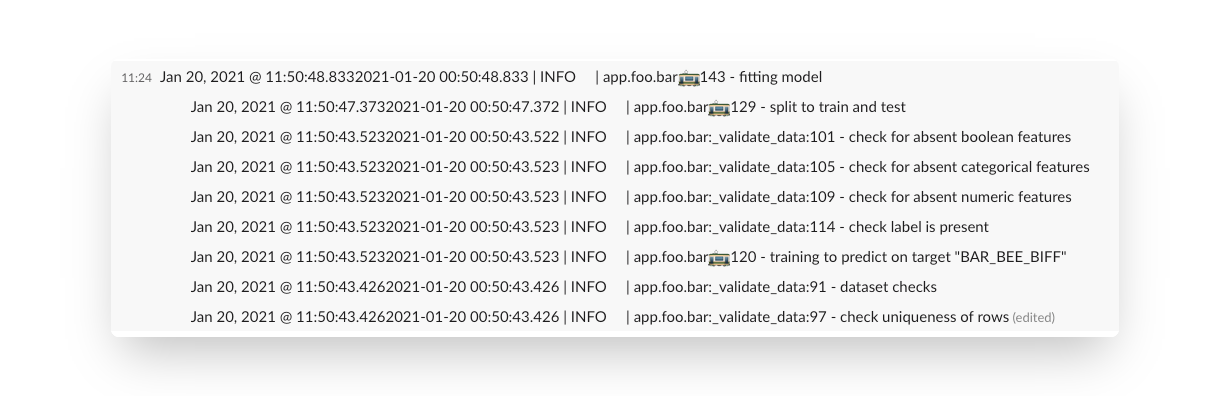 11:24 Jan 20, 2021 @ 11:50:48.8332021-01-20 00:50:48.833 | INFO | app.foo.bar🚋143 - fitting model
Jan 20, 2021 @ 11:50:47.3732021-01-20 00:50:47.372 | INFO | app.foo.bar🚋129 - split to train and test
Jan 20, 2021 @ 11:50:43.5232021-01-20 00:50:43.522 | INFO | app.foo.bar:_validate_data:101 - check for absent boolean features
Jan 20, 2021 @ 11:50:43.5232021-01-20 00:50:43.523 | INFO | app.foo.bar:_validate_data:105 - check for absent categorical features
Jan 20, 2021 @ 11:50:43.5232021-01-20 00:50:43.523 | INFO | app.foo.bar:_validate_data:109 - check for absent numeric features
Jan 20, 2021 @ 11:50:43.5232021-01-20 00:50:43.523 | INFO | app.foo.bar:_validate_data:114 - check label is present
Jan 20, 2021 @ 11:50:43.5232021-01-20 00:50:43.523 | INFO | app.foo.bar🚋120 - training to predict on target "BAR_BEE_BIFF"
Jan 20, 2021 @ 11:50:43.4262021-01-20 00:50:43.426 | INFO | app.foo.bar:_validate_data:91 - dataset checks
Jan 20, 2021 @ 11:50:43.4262021-01-20 00:50:43.426 | INFO | app.foo.bar:_validate_data:97 - check uniqueness of rows (edited)